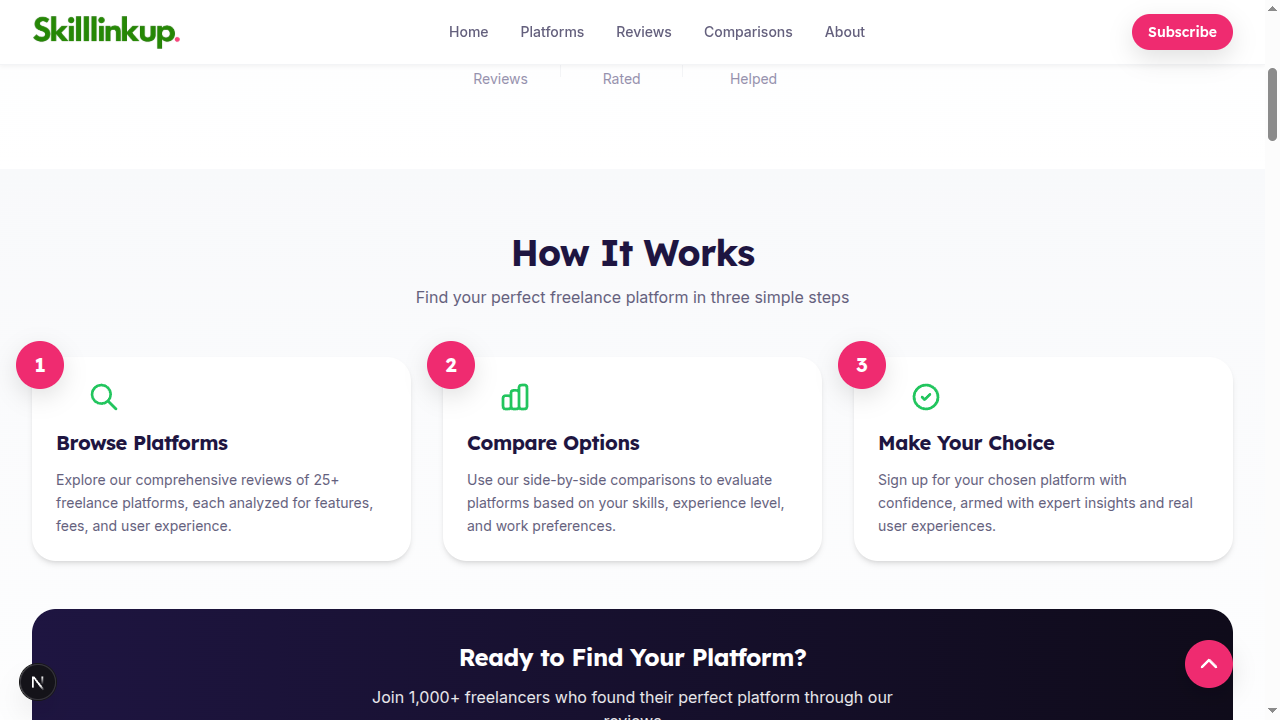 Skilllinkup.
Home Platforms Reviews Comparisons About
Subscribe
Reviews Rated Helped
How It Works
Find your perfect freelance platform in three simple steps
1
Browse Platforms
Explore our comprehensive reviews of 25+
freelance platforms, each analyzed for features,
fees, and user experience.
2
Compare Options
Use our side-by-side comparisons to evaluate
platforms based on your skills, experience level,
and work preferences.
3
Make Your Choice
Sign up for your chosen platform with
confidence, armed with expert insights and real
user experiences.
Ready to Find Your Platform?
Join 1,000+ freelancers who found their perfect platform through our
reviews.
N